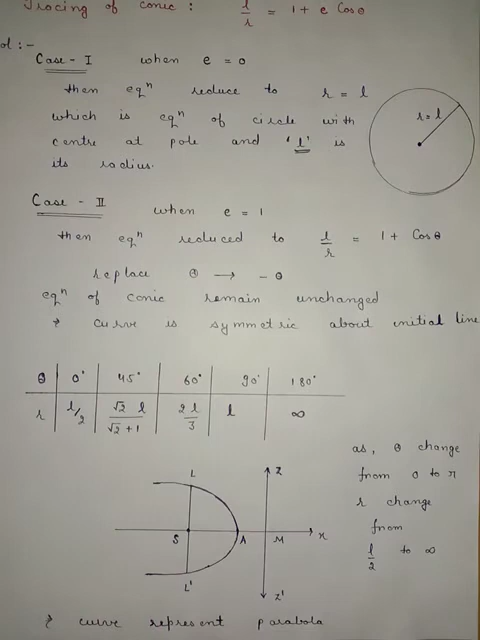 Tracing of conic : l/r = 1 + e Cosθ
ol :-
Case - I when e = 0
then eqⁿ reduce to r = l
which is eqⁿ of circle with
centre at pole and 'l' is
its radius.
r = l
Case - II when e = 1
then eqⁿ reduced to l/r = 1 + Cosθ
replace θ → - θ
eqⁿ of conic remain unchanged
& curve is symmetric about initial line
θ 0° 45° 60° 90° 180°
r l/2 √2 l/√2+1 2l/3 l ∞
as, θ change
from 0 to π
r change
from
l/2 to ∞
L Z
S A M X
L' Z'
& curve represent parabola